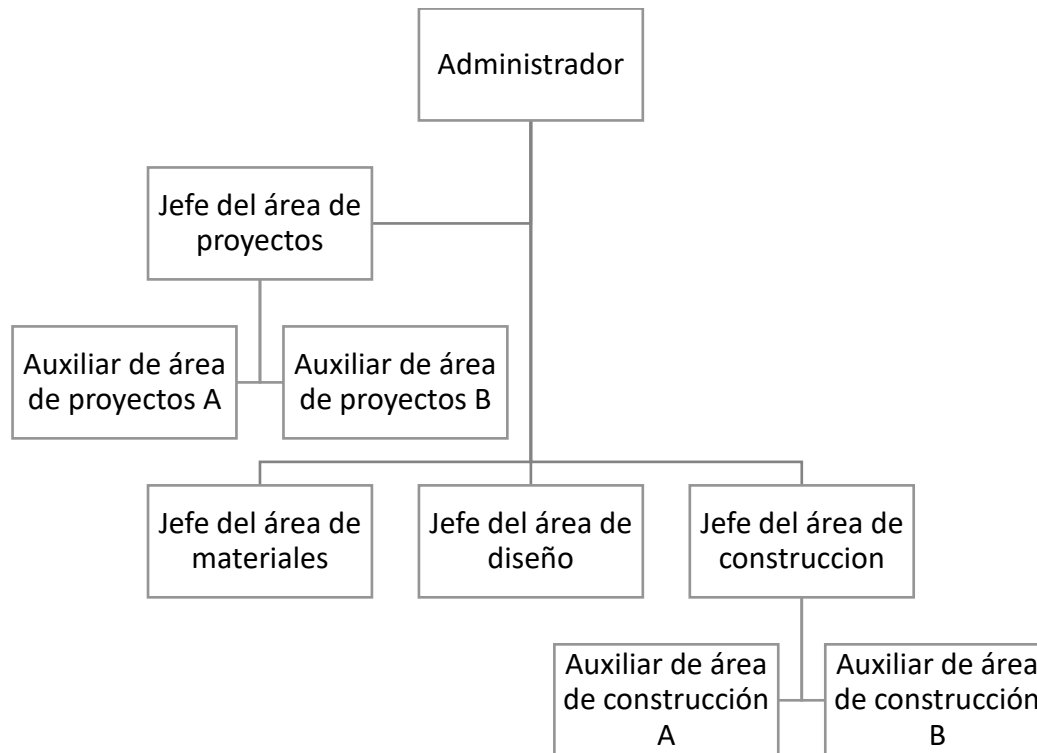 Administrador
Jefe del área de
proyectos
Auxiliar de área
de proyectos A
Auxiliar de área
de proyectos B
Jefe del área de
materiales
Jefe del área de
diseño
Jefe del área de
construccion
Auxiliar de área
de construcción
A
Auxiliar de área
de construcción
B